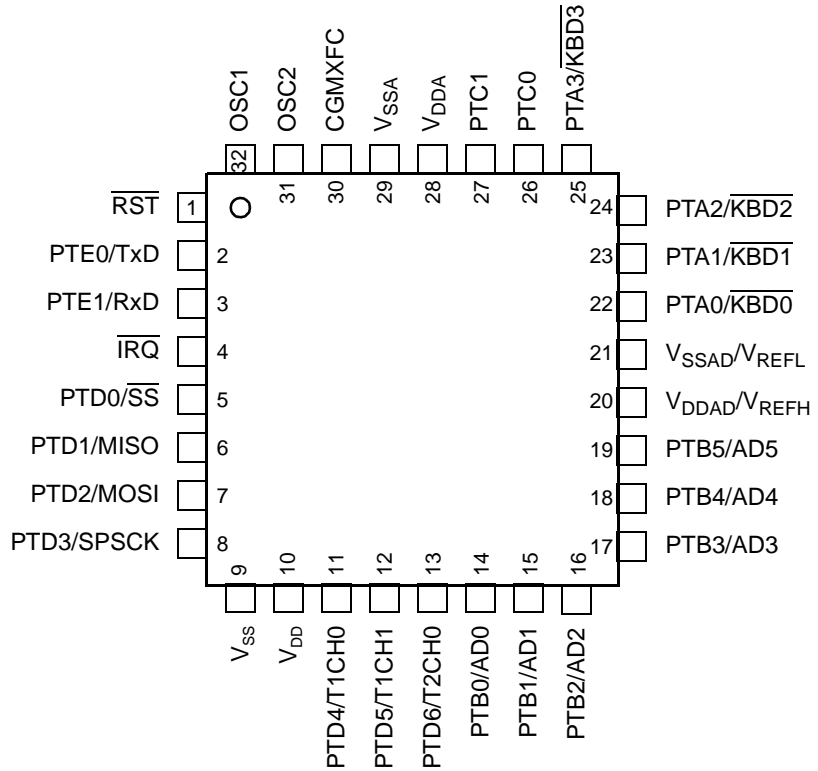 OSC1
OSC2
CGMXFC
VSSA
VDDA
PTC1
PTC0
PTA3/KBD3
32
31
30
29
28
27
26
25
RST 1
PTE0/TxD 2
PTE1/RxD 3
IRQ 4
PTD0/SS 5
PTD1/MISO 6
PTD2/MOSI 7
PTD3/SPSCK 8
24 PTA2/KBD2
23 PTA1/KBD1
22 PTA0/KBD0
21 VSSAD/VREFL
20 VDDAD/VREFH
19 PTB5/AD5
18 PTB4/AD4
17 PTB3/AD3
9
10
11
12
13
14
15
16
VSS
VDD
PTD4/T1CH0
PTD5/T1CH1
PTD6/T2CH0
PTB0/AD0
PTB1/AD1
PTB2/AD2